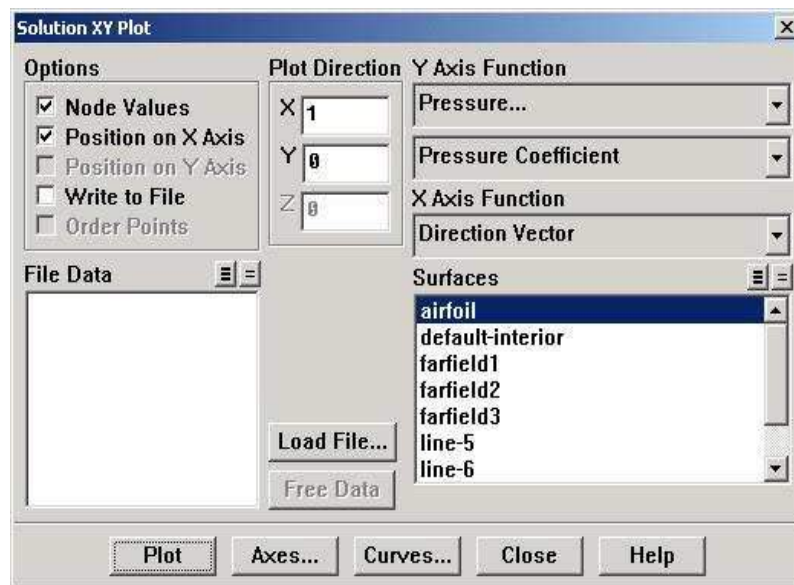 Solution XY Plot
Options
Node Values
Position on X Axis
Position on Y Axis
Write to File
Order Points
Plot Direction
X 1
Y 0
Z 0
Y Axis Function
Pressure...
Pressure Coefficient
X Axis Function
Direction Vector
File Data
Surfaces
airfoil
default-interior
farfield1
farfield2
farfield3
line-5
line-6
Load File...
Free Data
Plot
Axes...
Curves...
Close
Help